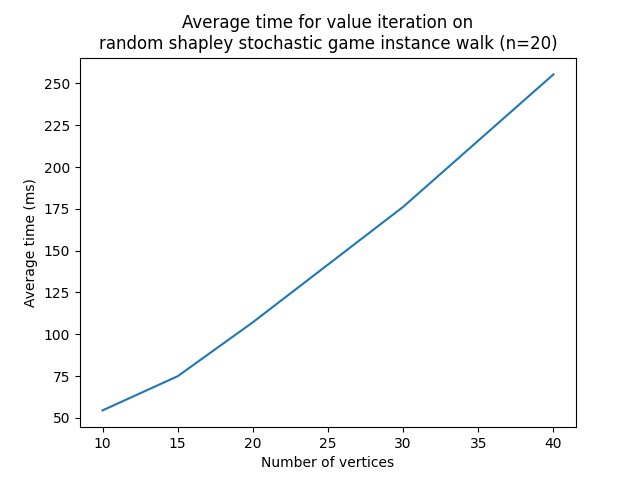 Average time for value iteration on
random shapley stochastic game instance walk (n=20)
250
225
200
175
150
125
100
75
50
Average time (ms)
10 15 20 25 30 35 40
Number of vertices